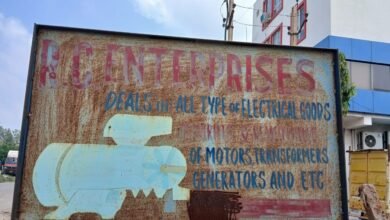 B.C ENTERPRISES
DEALS IN ALL TYPE OF ELECTRICAL GOODS
OF MOTORS, TRANSFORMERS
GENERATORS AND ETC